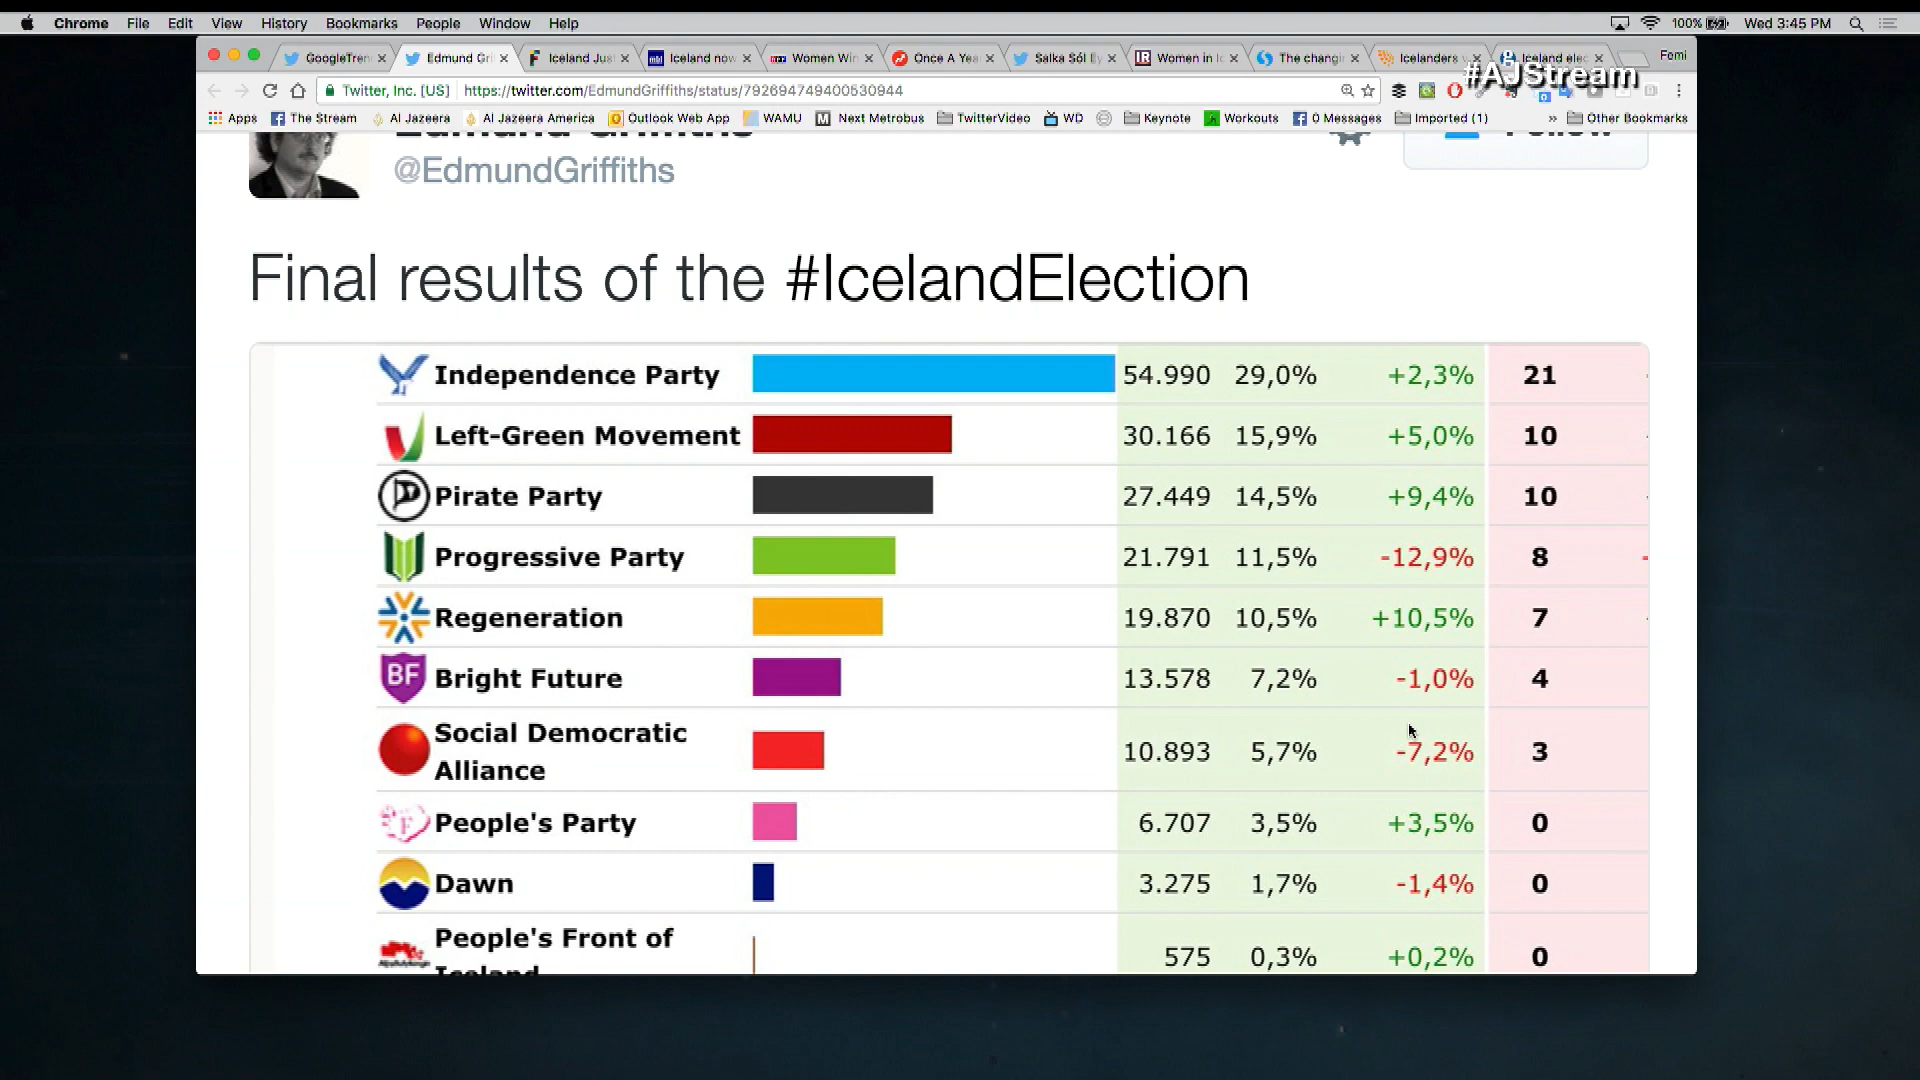 Chrome File Edit View History Bookmarks People Window Help 100% Wed 3:45 PM
GoogleTren Edmund Gri Iceland Jus Iceland now Women Win Once A Yea Salka Sól Ey Women in Ic The changi Icelanders v Iceland elec Femi
#AJStream
Twitter, Inc. [US] https://twitter.com/EdmundGriffiths/status/792694749400530944
Apps The Stream Al Jazeera Al Jazeera America Outlook Web App WAMU Next Metrobus TwitterVideo WD Keynote Workouts 0 Messages Imported (1) » Other Bookmarks
Edmund Griffiths Follow
@EdmundGriffiths
Final results of the #IcelandElection
Independence Party 54.990 29,0% +2,3% 21
Left-Green Movement 30.166 15,9% +5,0% 10
Pirate Party 27.449 14,5% +9,4% 10
Progressive Party 21.791 11,5% -12,9% 8
Regeneration 19.870 10,5% +10,5% 7
BF Bright Future 13.578 7,2% -1,0% 4
Social Democratic
Alliance 10.893 5,7% -7,2% 3
People's Party 6.707 3,5% +3,5% 0
Dawn 3.275 1,7% -1,4% 0
People's Front of
Iceland 575 0,3% +0,2% 0